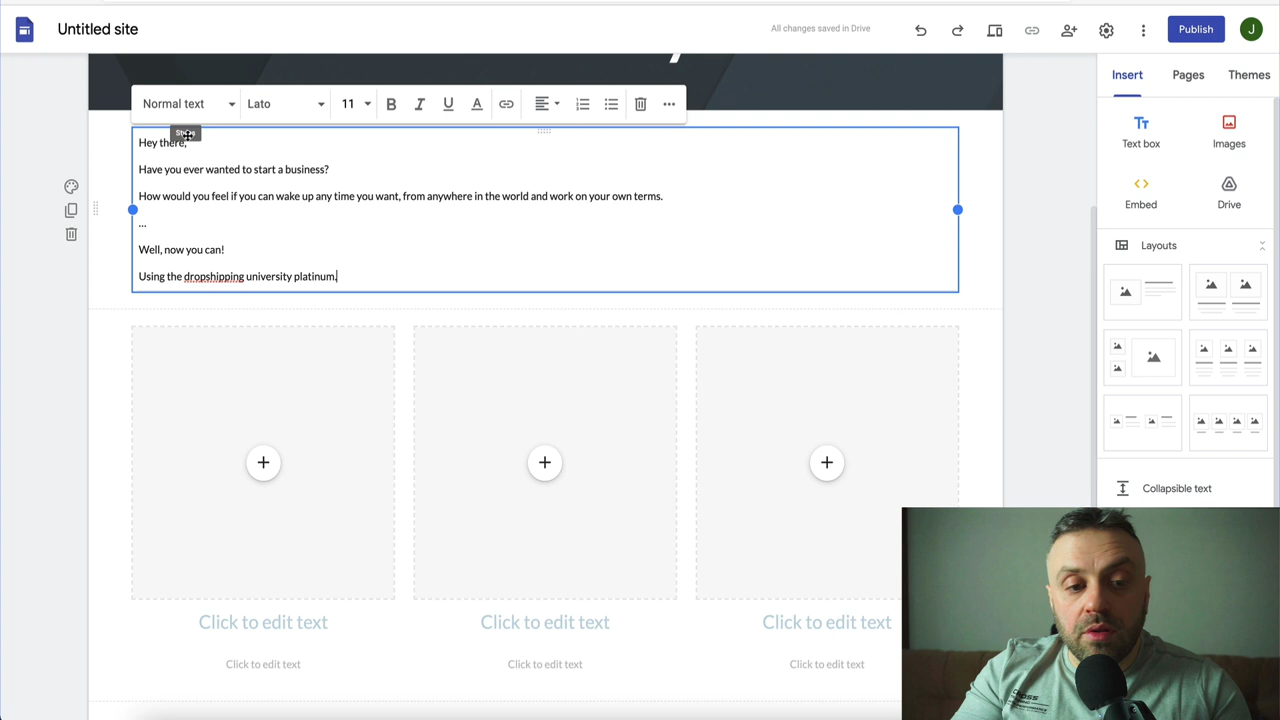 Untitled site
All changes saved in Drive
Publish
J
Insert
Pages
Themes
Normal text
Lato
11
B
I
U
A
Hey there,
Have you ever wanted to start a business?
How would you feel if you can wake up any time you want, from anywhere in the world and work on your own terms.
...
Well, now you can!
Using the dropshipping university platinum.
Tt
Text box
Images
Embed
Drive
Layouts
Collapsible text
Click to edit text
Click to edit text
Click to edit text
Click to edit text
Click to edit text
Click to edit text